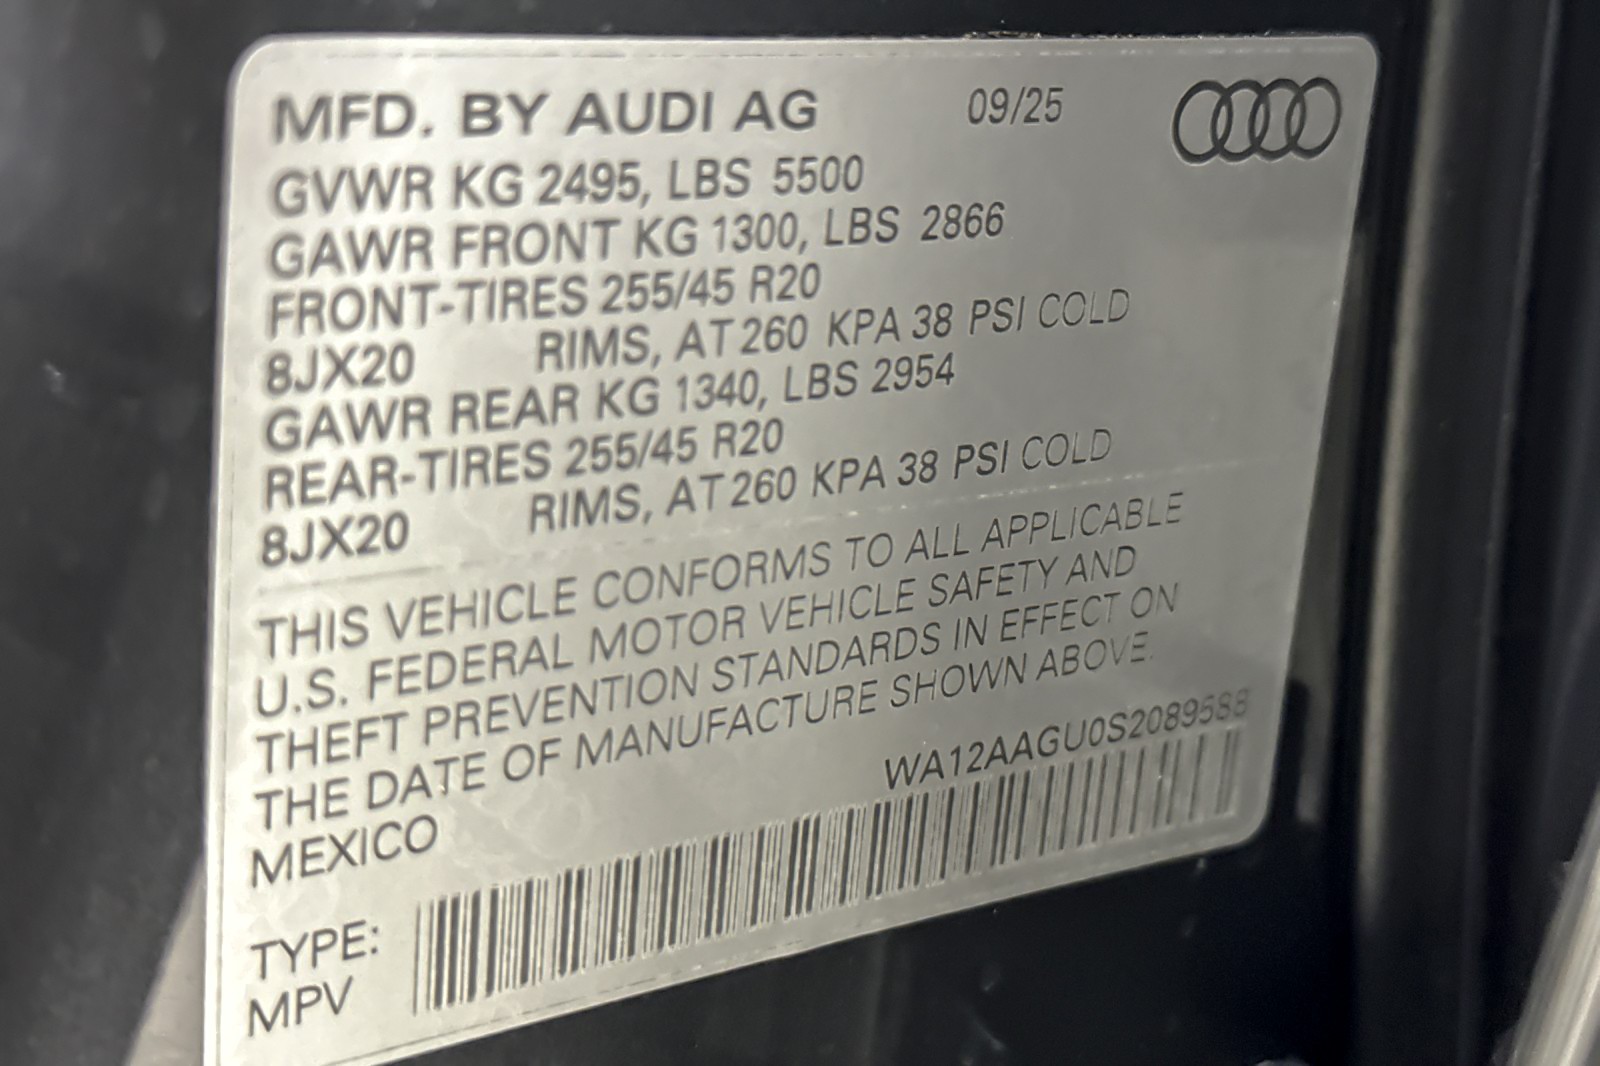 MFD. BY AUDI AG 09/25
GVWR KG 2495, LBS 5500
GAWR FRONT KG 1300, LBS 2866
FRONT-TIRES 255/45 R20
8JX20 RIMS, AT 260 KPA 38 PSI COLD
GAWR REAR KG 1340, LBS 2954
REAR-TIRES 255/45 R20
8JX20 RIMS, AT 260 KPA 38 PSI COLD
THIS VEHICLE CONFORMS TO ALL APPLICABLE
U.S. FEDERAL MOTOR VEHICLE SAFETY AND
THEFT PREVENTION STANDARDS IN EFFECT ON
THE DATE OF MANUFACTURE SHOWN ABOVE.
WA12AAGU0S2089588
MEXICO
TYPE:
MPV